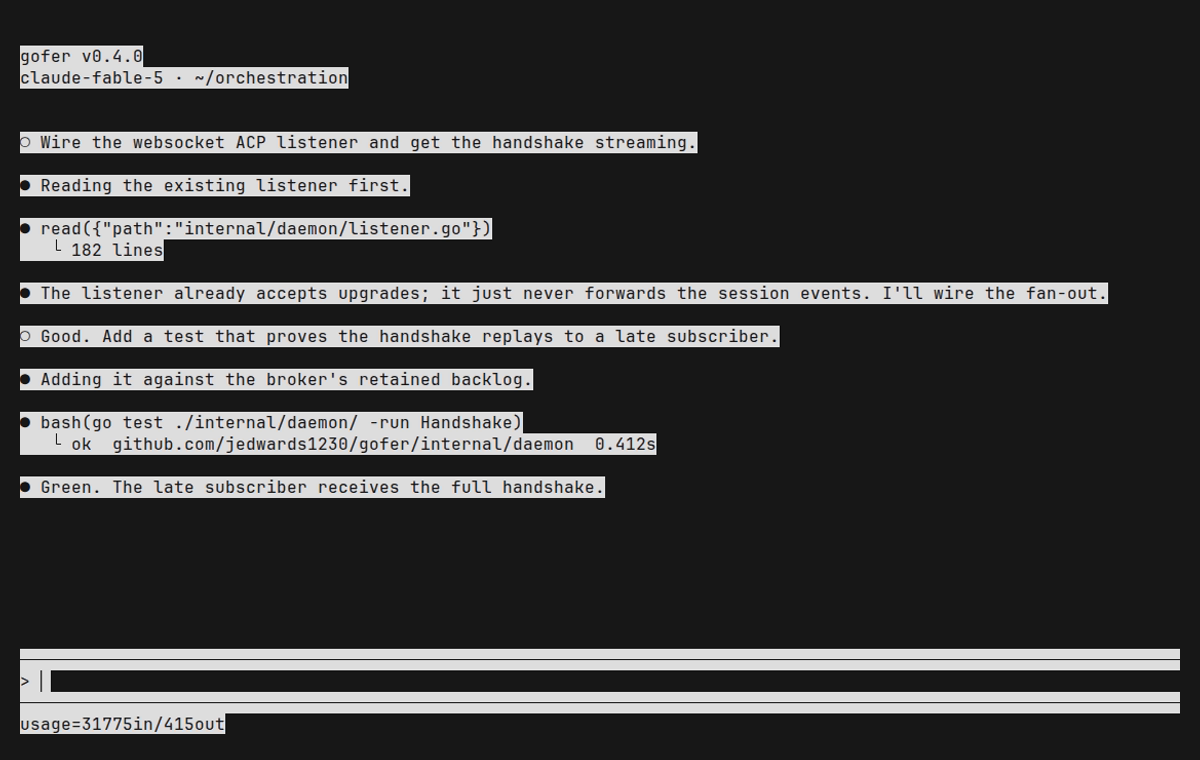 gofer v0.4.0
claude-fable-5 · ~/orchestration
○ Wire the websocket ACP listener and get the handshake streaming.
● Reading the existing listener first.
● read({"path":"internal/daemon/listener.go"})
└ 182 lines
● The listener already accepts upgrades; it just never forwards the session events. I'll wire the fan-out.
○ Good. Add a test that proves the handshake replays to a late subscriber.
● Adding it against the broker's retained backlog.
● bash(go test ./internal/daemon/ -run Handshake)
└ ok  github.com/jedwards1230/gofer/internal/daemon  0.412s
● Green. The late subscriber receives the full handshake.
> │
usage=31775in/415out